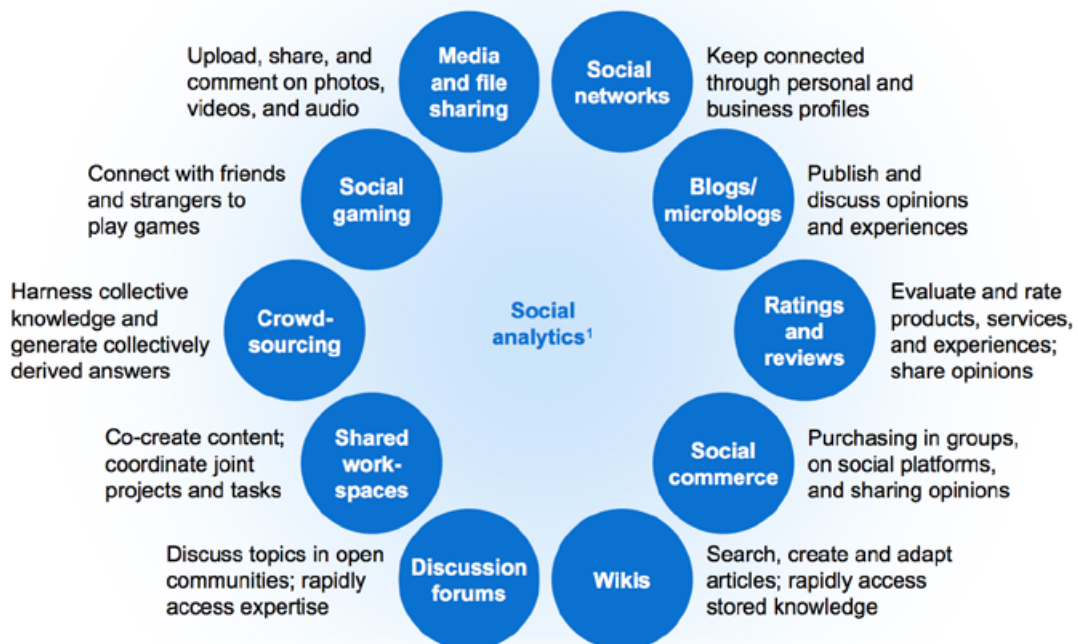 Upload, share, and
comment on photos,
videos, and audio
Media
and file
sharing
Social
networks
Keep connected
through personal and
business profiles
Connect with friends
and strangers to
play games
Social
gaming
Blogs/
microblogs
Publish and
discuss opinions
and experiences
Harness collective
knowledge and
generate collectively
derived answers
Crowd-
sourcing
Social
analytics¹
Ratings
and
reviews
Evaluate and rate
products, services,
and experiences;
share opinions
Co-create content;
coordinate joint
projects and tasks
Shared
work-
spaces
Social
commerce
Purchasing in groups,
on social platforms,
and sharing opinions
Discuss topics in open
communities; rapidly
access expertise
Discussion
forums
Wikis
Search, create and adapt
articles; rapidly access
stored knowledge